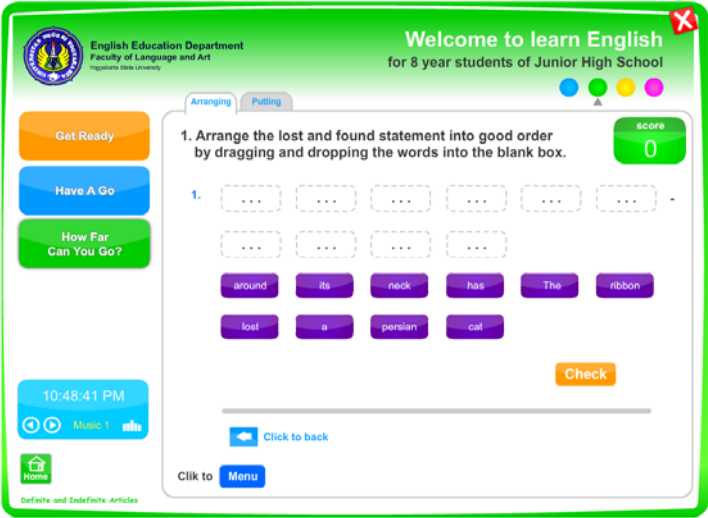 English Education Department
Faculty of Language and Art
Yogyakarta State University
Welcome to learn English
for 8 year students of Junior High School
Arranging Putting
Get Ready
Have A Go
How Far
Can You Go?
1. Arrange the lost and found statement into good order
by dragging and dropping the words into the blank box.
score
0
1. ... ... ... ... ... ... -
... ... ... ...
around its neck has The ribbon
lost a persian cat
Check
10:48:41 PM
Music 1
Click to back
Home
Clik to Menu
Definite and Indefinite Articles